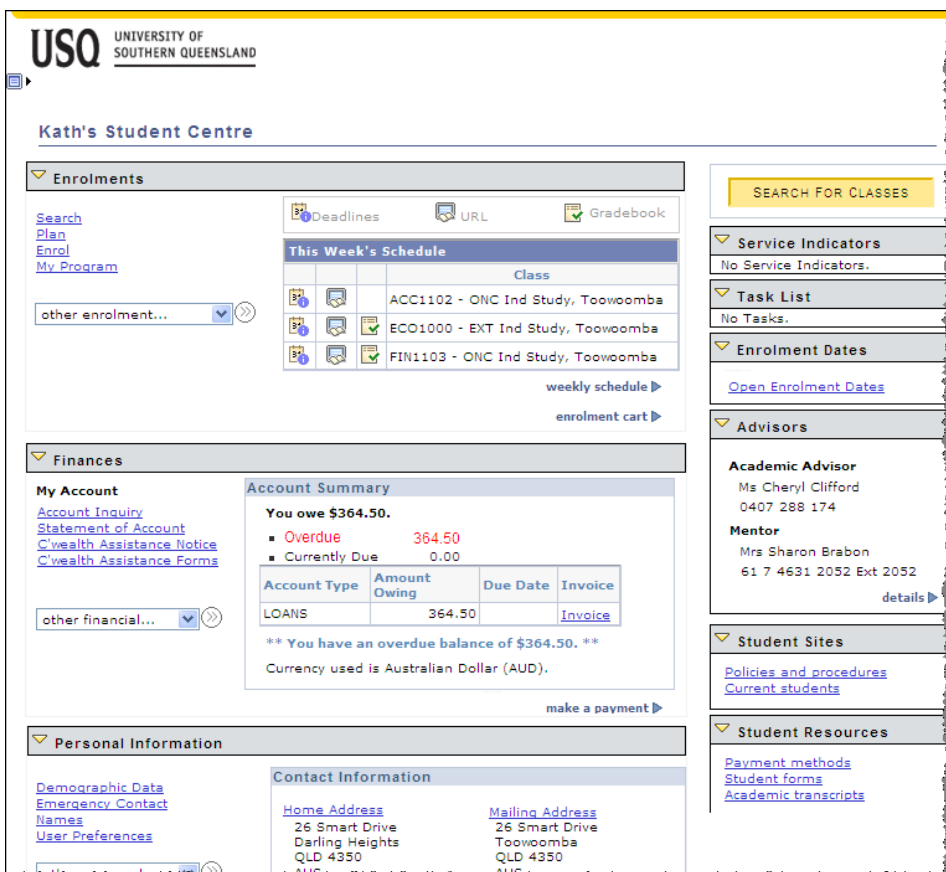 USQ UNIVERSITY OF
SOUTHERN QUEENSLAND
Kath's Student Centre
Enrolments
Search
Plan
Enrol
My Program
other enrolment...
Deadlines URL Gradebook
This Week's Schedule
Class
ACC1102 - ONC Ind Study, Toowoomba
ECO1000 - EXT Ind Study, Toowoomba
FIN1103 - ONC Ind Study, Toowoomba
weekly schedule
enrolment cart
Finances
My Account
Account Inquiry
Statement of Account
C'wealth Assistance Notice
C'wealth Assistance Forms
other financial...
Account Summary
You owe $364.50.
Overdue 364.50
Currently Due 0.00
Account Type Amount Owing Due Date Invoice
LOANS 364.50 Invoice
** You have an overdue balance of $364.50. **
Currency used is Australian Dollar (AUD).
make a payment
Personal Information
Demographic Data
Emergency Contact
Names
User Preferences
Contact Information
Home Address
26 Smart Drive
Darling Heights
QLD 4350
Mailing Address
26 Smart Drive
Toowoomba
QLD 4350
SEARCH FOR CLASSES
Service Indicators
No Service Indicators.
Task List
No Tasks.
Enrolment Dates
Open Enrolment Dates
Advisors
Academic Advisor
Ms Cheryl Clifford
0407 288 174
Mentor
Mrs Sharon Brabon
61 7 4631 2052 Ext 2052
details
Student Sites
Policies and procedures
Current students
Student Resources
Payment methods
Student forms
Academic transcripts